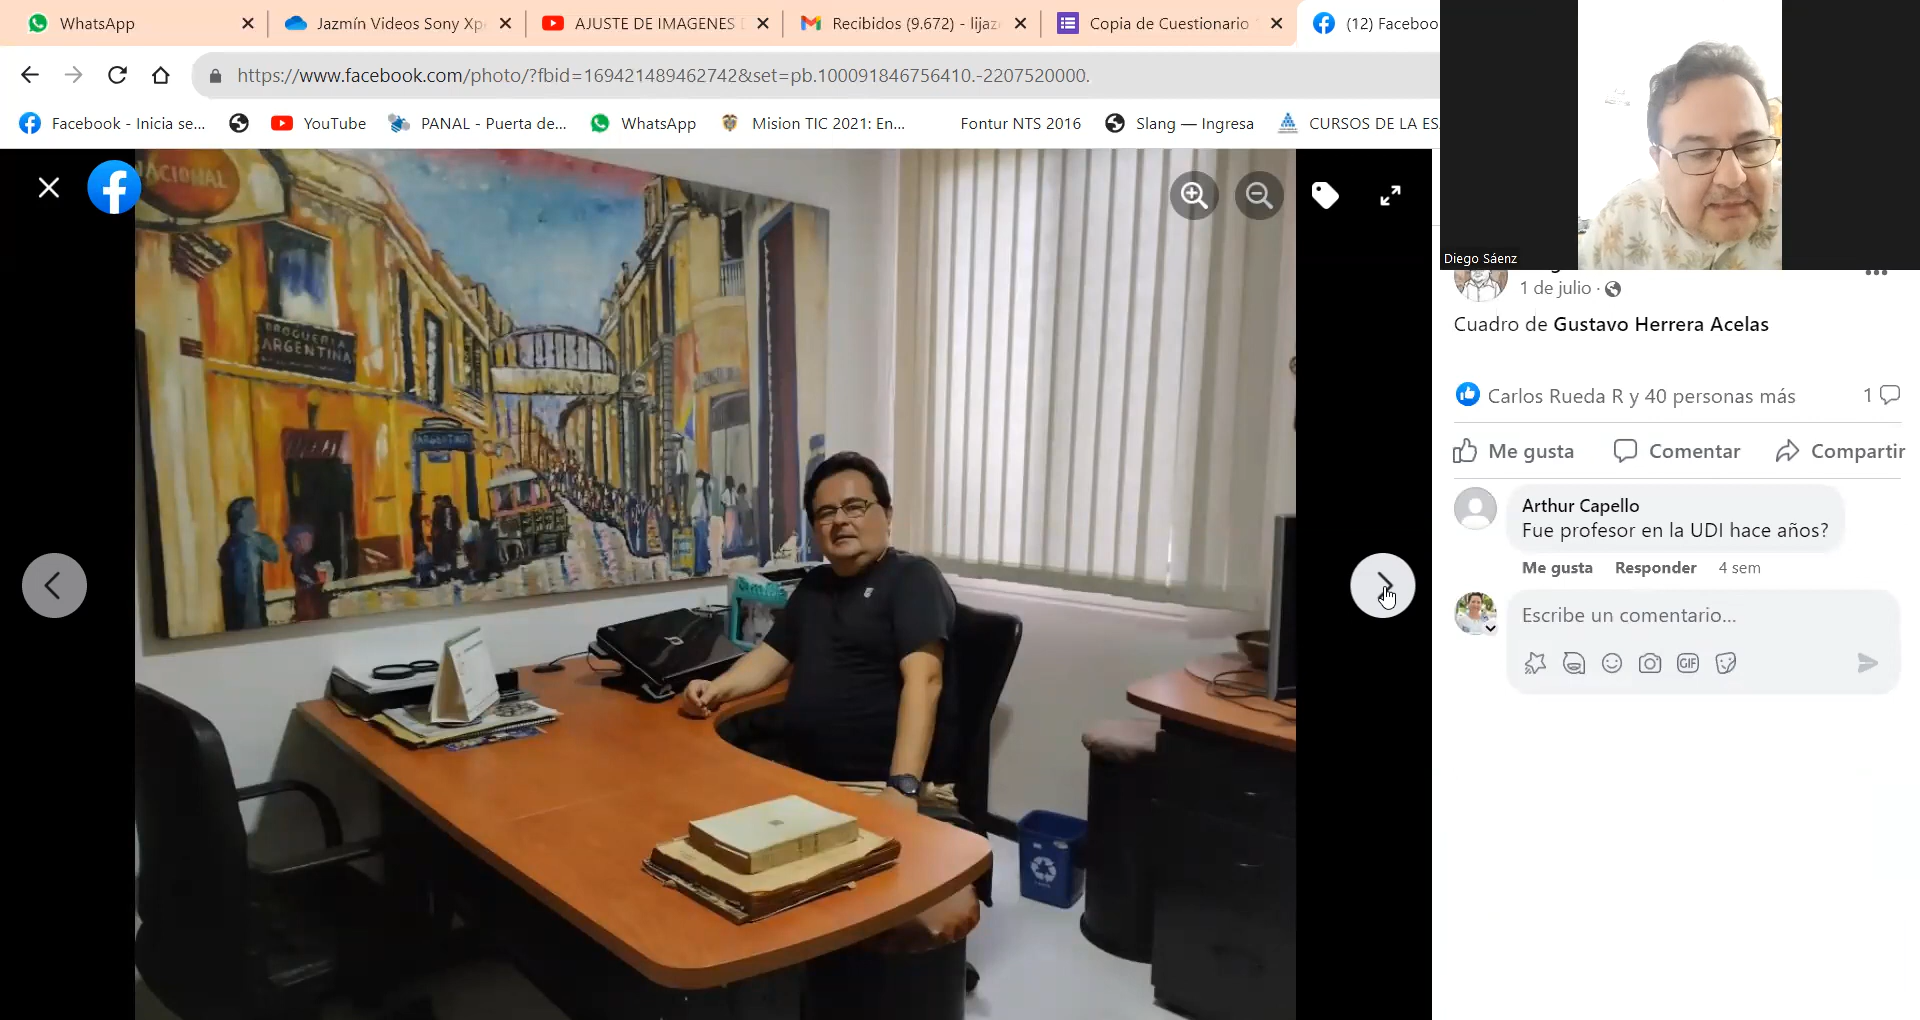 WhatsApp
Jazmín Videos Sony Xp
AJUSTE DE IMAGENES
Recibidos (9.672) - lijaz
Copia de Cuestionario
(12) Faceboo
https://www.facebook.com/photo/?fbid=169421489462742&set=pb.100091846756410.-2207520000.
Facebook - Inicia se...
YouTube
PANAL - Puerta de...
WhatsApp
Mision TIC 2021: En...
Fontur NTS 2016
Slang — Ingresa
CURSOS DE LA ES
Diego Sáenz
NACIONAL
DROGUERIA
ARGENTINA
ARGENTINA
1 de julio ·
Cuadro de Gustavo Herrera Acelas
Carlos Rueda R y 40 personas más
1
Me gusta
Comentar
Compartir
Arthur Capello
Fue profesor en la UDI hace años?
Me gusta
Responder
4 sem
Escribe un comentario...
GIF